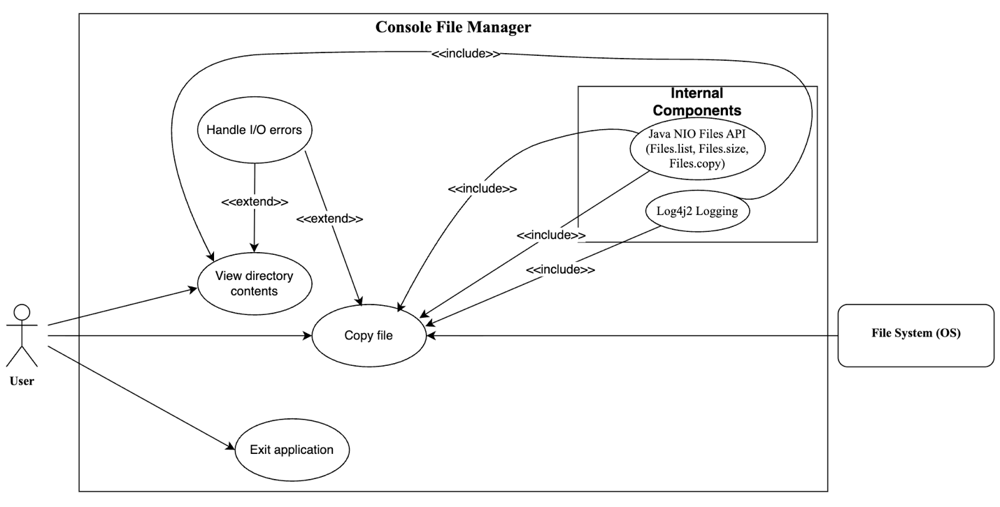 Console File Manager
<<include>>
Internal
Components
Handle I/O errors
Java NIO Files API
(Files.list, Files.size,
Files.copy)
<<include>>
<<extend>>
Log4j2 Logging
<<extend>>
<<include>>
<<include>>
View directory
contents
Copy file
File System (OS)
User
Exit application